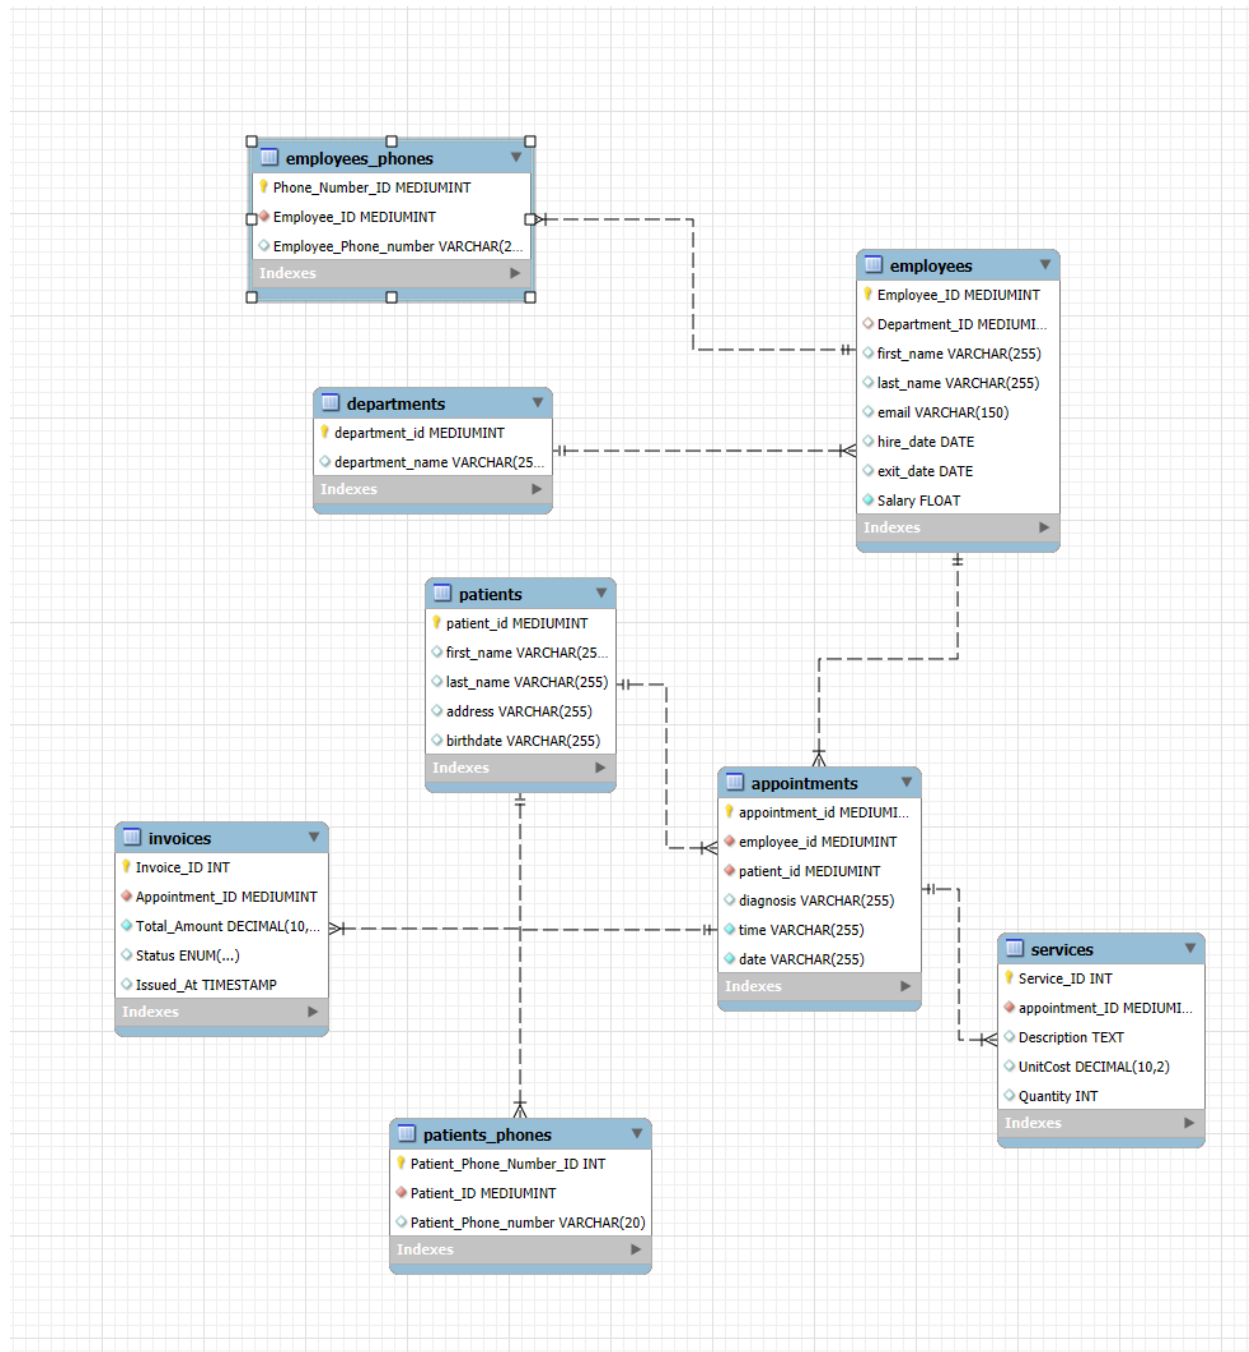 employees_phones
Phone_Number_ID MEDIUMINT
Employee_ID MEDIUMINT
Employee_Phone_number VARCHAR(2...
Indexes
employees
Employee_ID MEDIUMINT
Department_ID MEDIUMI...
first_name VARCHAR(255)
last_name VARCHAR(255)
email VARCHAR(150)
hire_date DATE
exit_date DATE
Salary FLOAT
Indexes
departments
department_id MEDIUMINT
department_name VARCHAR(25...
Indexes
patients
patient_id MEDIUMINT
first_name VARCHAR(25...
last_name VARCHAR(255)
address VARCHAR(255)
birthdate VARCHAR(255)
Indexes
appointments
appointment_id MEDIUMI...
employee_id MEDIUMINT
patient_id MEDIUMINT
diagnosis VARCHAR(255)
time VARCHAR(255)
date VARCHAR(255)
Indexes
invoices
Invoice_ID INT
Appointment_ID MEDIUMINT
Total_Amount DECIMAL(10,...
Status ENUM(...)
Issued_At TIMESTAMP
Indexes
services
Service_ID INT
appointment_ID MEDIUMI...
Description TEXT
UnitCost DECIMAL(10,2)
Quantity INT
Indexes
patients_phones
Patient_Phone_Number_ID INT
Patient_ID MEDIUMINT
Patient_Phone_number VARCHAR(20)
Indexes